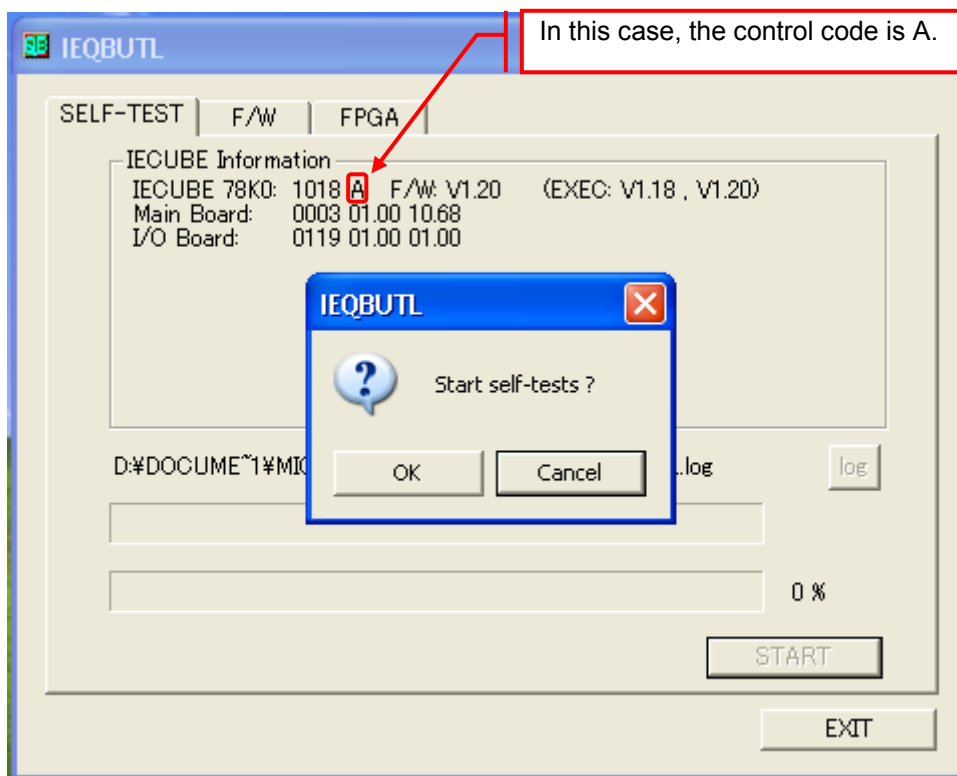 In this case, the control code is A.
IEQBUTL
SELF-TEST F/W FPGA
IECUBE Information
IECUBE 78K0: 1018 A F/W: V1.20 (EXEC: V1.18 , V1.20)
Main Board: 0003 01.00 10.68
I/O Board: 0119 01.00 01.00
IEQBUTL
Start self-tests ?
OK Cancel
D:¥DOCUME~1¥MIC .log log
0 %
START
EXIT